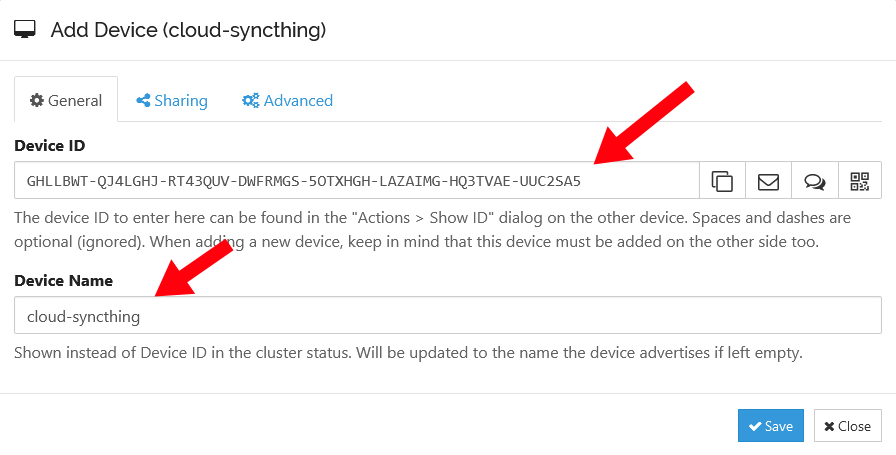 Add Device (cloud-syncthing)
General Sharing Advanced
Device ID
GHLLBWT-QJ4LGHJ-RT43QUV-DWFRMGS-5OTXHGH-LAZAIMG-HQ3TVAE-UUC2SA5
The device ID to enter here can be found in the "Actions > Show ID" dialog on the other device. Spaces and dashes are
optional (ignored). When adding a new device, keep in mind that this device must be added on the other side too.
Device Name
cloud-syncthing
Shown instead of Device ID in the cluster status. Will be updated to the name the device advertises if left empty.
Save Close